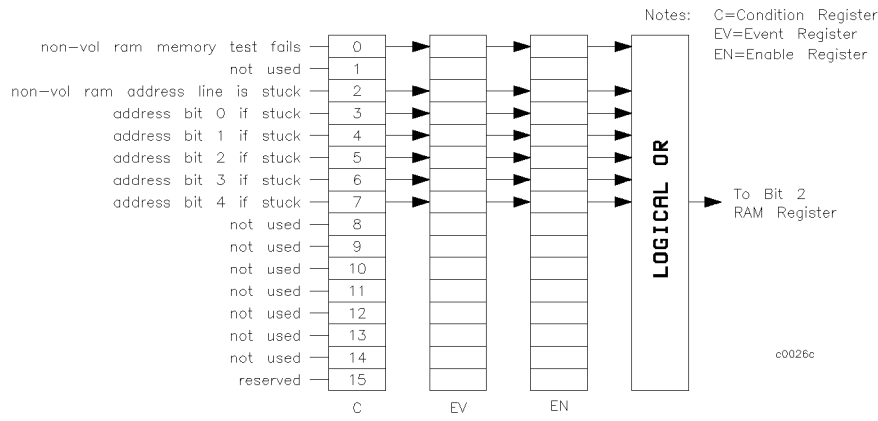 Notes: C=Condition Register
EV=Event Register
EN=Enable Register
non-vol ram memory test fails 0
not used 1
non-vol ram address line is stuck 2
address bit 0 if stuck 3
address bit 1 if stuck 4
address bit 2 if stuck 5
address bit 3 if stuck 6
address bit 4 if stuck 7
not used 8
not used 9
not used 10
not used 11
not used 12
not used 13
not used 14
reserved 15
C EV EN
LOGICAL OR
To Bit 2
RAM Register
c0026c